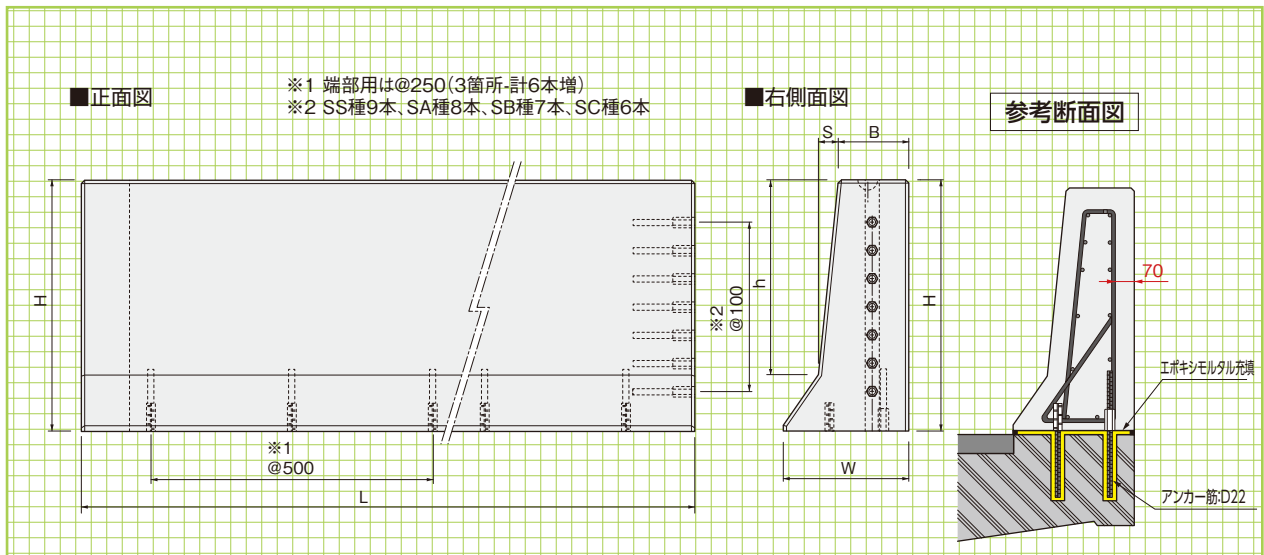 ■正面図
※1 端部用は@250(3箇所-計6本増)
※2 SS種9本、SA種8本、SB種7本、SC種6本
■右側面図
参考断面図
S
B
H
h
※2
@100
H
70
エポキシモルタル充填
※1
@500
L
W
アンカー筋:D22